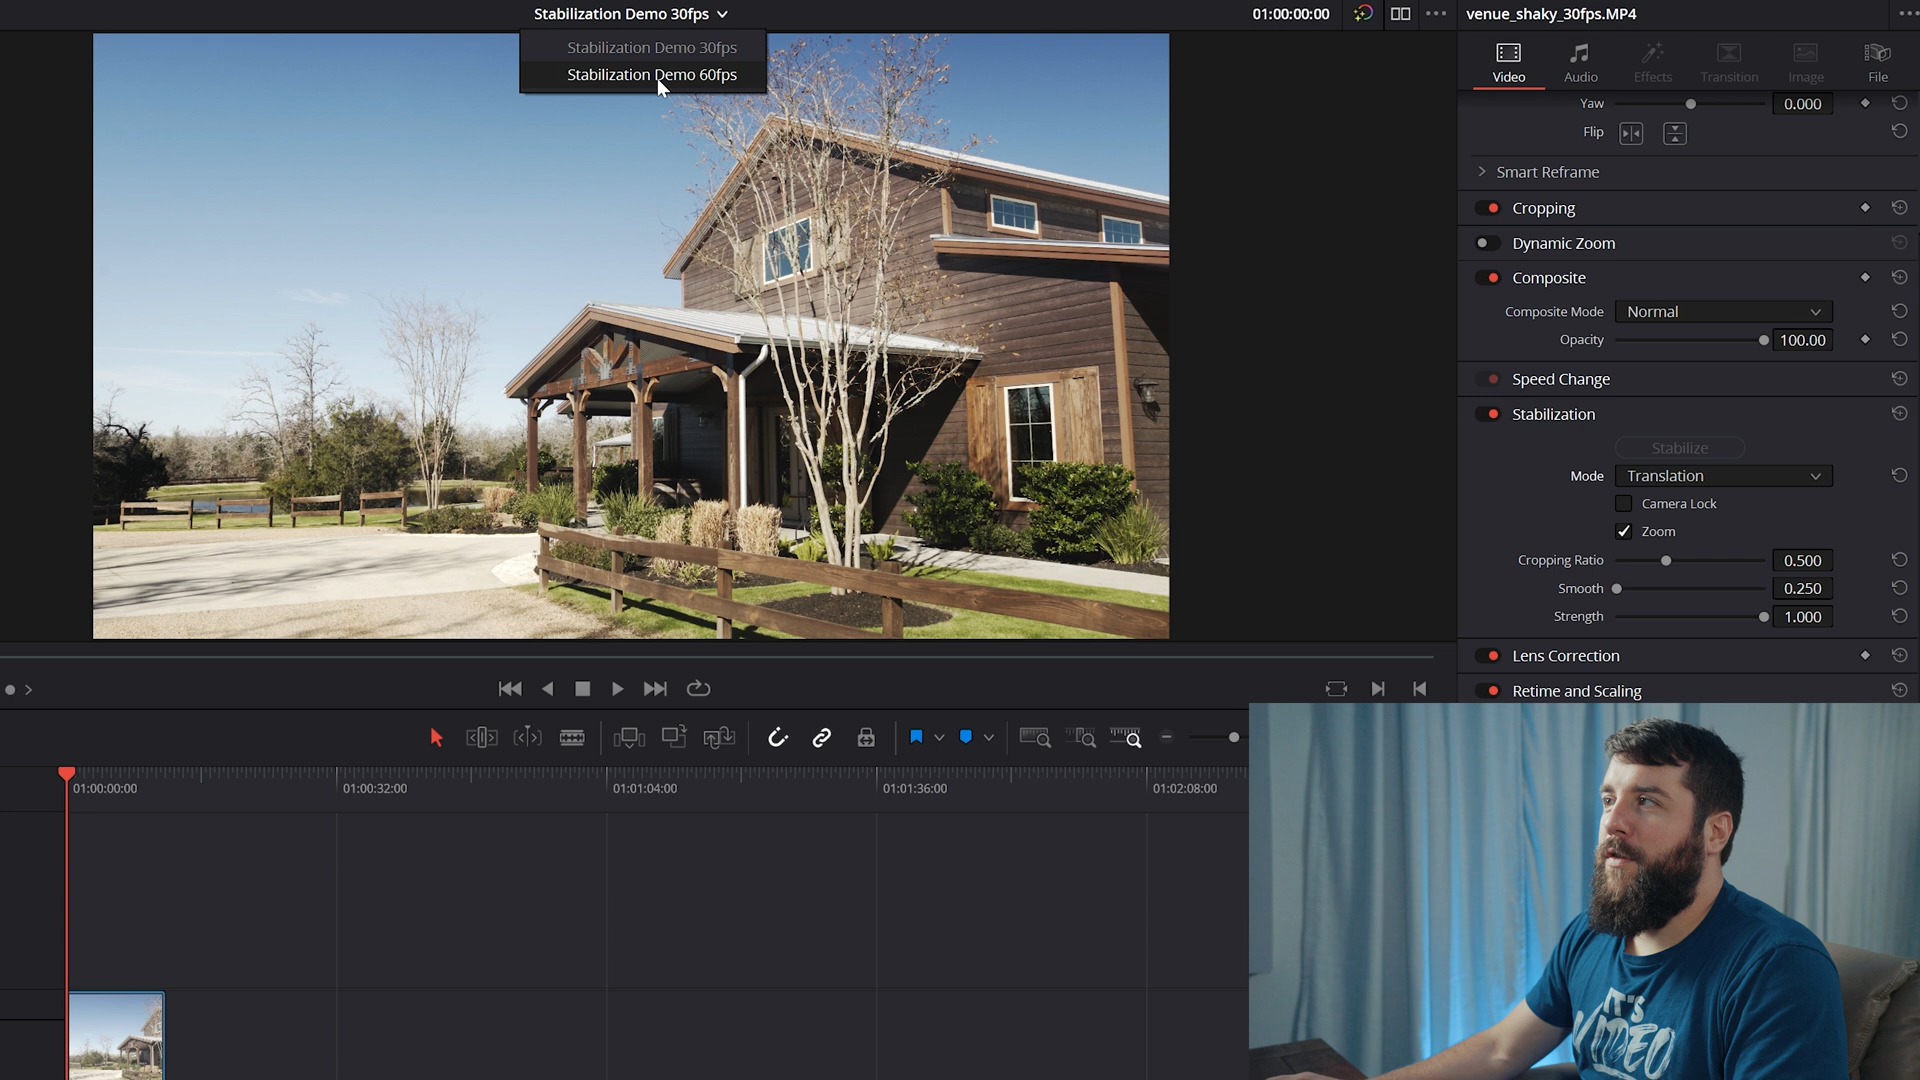 Stabilization Demo 30fps
01:00:00:00
venue_shaky_30fps.MP4
Stabilization Demo 30fps
Stabilization Demo 60fps
Video
Audio
Effects
Transition
Image
File
Yaw 0.000
Flip
Smart Reframe
Cropping
Dynamic Zoom
Composite
Composite Mode Normal
Opacity 100.00
Speed Change
Stabilization
Stabilize
Mode Translation
Camera Lock
Zoom
Cropping Ratio 0.500
Smooth 0.250
Strength 1.000
Lens Correction
Retime and Scaling
01:00:00:00
01:00:32:00
01:01:04:00
01:01:36:00
01:02:08:00
IT'S
VIDEO